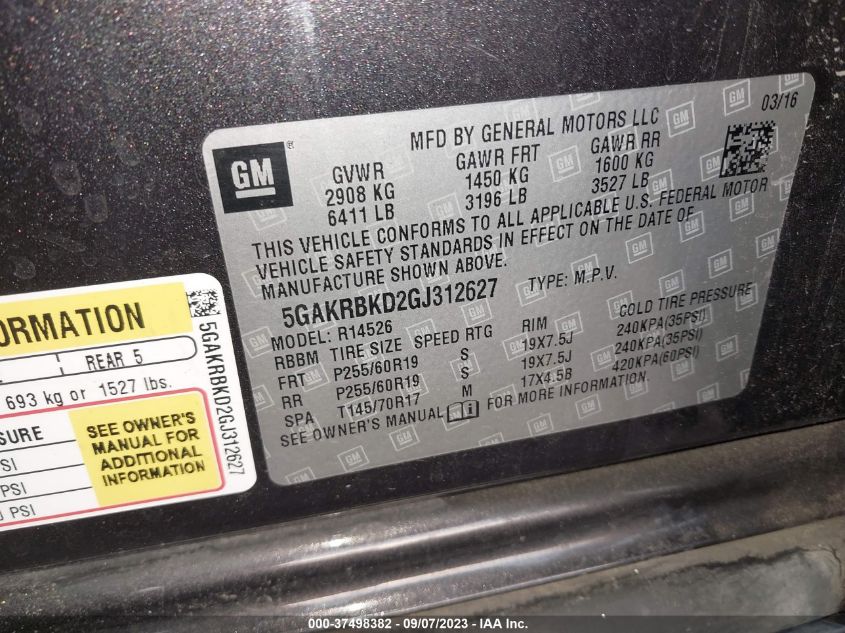 03/16
MFD BY GENERAL MOTORS LLC
GM
®
GVWR GAWR FRT GAWR RR
2908 KG 1450 KG 1600 KG
6411 LB 3196 LB 3527 LB
THIS VEHICLE CONFORMS TO ALL APPLICABLE U.S. FEDERAL MOTOR
VEHICLE SAFETY STANDARDS IN EFFECT ON THE DATE OF
MANUFACTURE SHOWN ABOVE.
5GAKRBKD2GJ312627 TYPE: M.P.V.
MODEL: R14526
RBBM TIRE SIZE SPEED RTG RIM COLD TIRE PRESSURE
FRT P255/60R19 S 19X7.5J 240KPA(35PSI)
RR P255/60R19 S 19X7.5J 240KPA(35PSI)
SPA T145/70R17 M 17X4.5B 420KPA(60PSI)
SEE OWNER'S MANUAL i FOR MORE INFORMATION.
ORMATION
REAR 5
693 kg or 1527 lbs.
SSURE
PSI
PSI
PSI
SEE OWNER'S
MANUAL FOR
ADDITIONAL
INFORMATION
5GAKRBKD2GJ312627
000 - 37498382 - 09/07/2023 - IAA Inc.